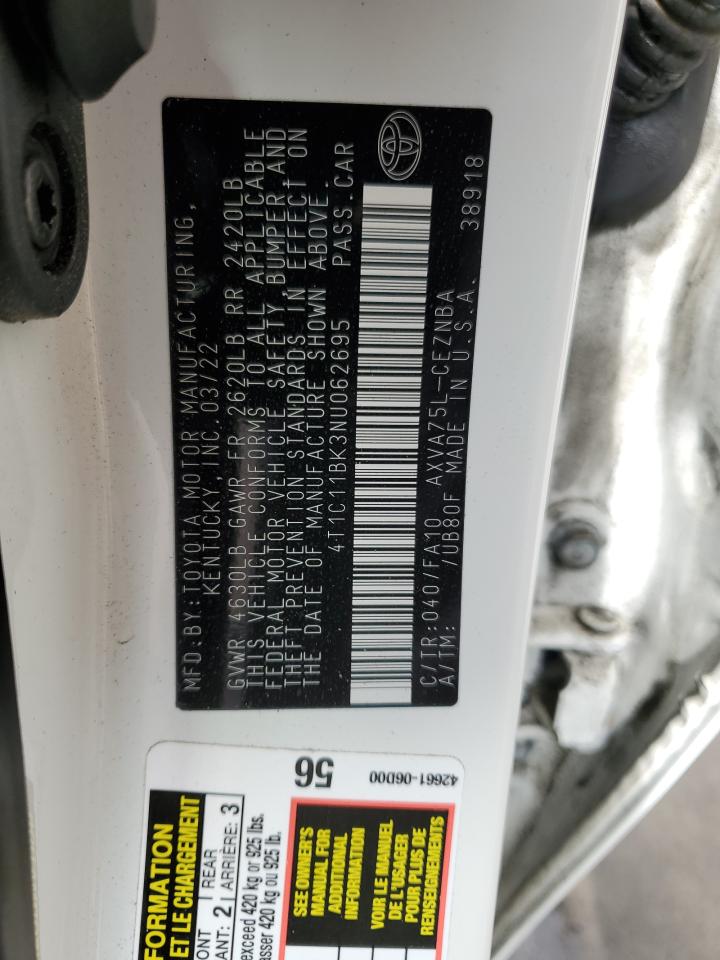 MFD.BY:TOYOTA MOTOR MANUFACTURING,
KENTUCKY, INC. 03/22
GVWR 4630LB GAWR FR 2620LB RR 2420LB
THIS VEHICLE CONFORMS TO ALL APPLICABLE
FEDERAL MOTOR VEHICLE SAFETY, BUMPER, AND
THEFT PREVENTION STANDARDS IN EFFECT ON
THE DATE OF MANUFACTURE SHOWN ABOVE.
4T1C11BK3NU062695 PASS.CAR
C/TR:040/FA10 AXVA75L-CEZNBA
A/TM: /UB80F MADE IN U.S.A. 38918
56
42661-06D00
FORMATION
ET LE CHARGEMENT
ONT | REAR
ANT: 2 | ARRIÈRE: 3
exceed 420 kg or 925 lbs.
asser 420 kg ou 925 lb.
SEE OWNER'S
MANUAL FOR
ADDITIONAL
INFORMATION
VOIR LE MANUEL
DE L'USAGER
POUR PLUS DE
RENSEIGNEMENTS